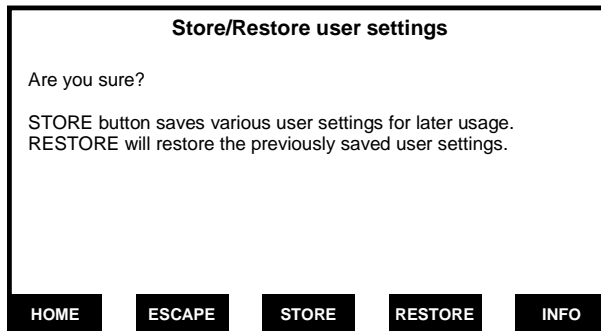 Store/Restore user settings
Are you sure?
STORE button saves various user settings for later usage.
RESTORE will restore the previously saved user settings.
HOME ESCAPE STORE RESTORE INFO